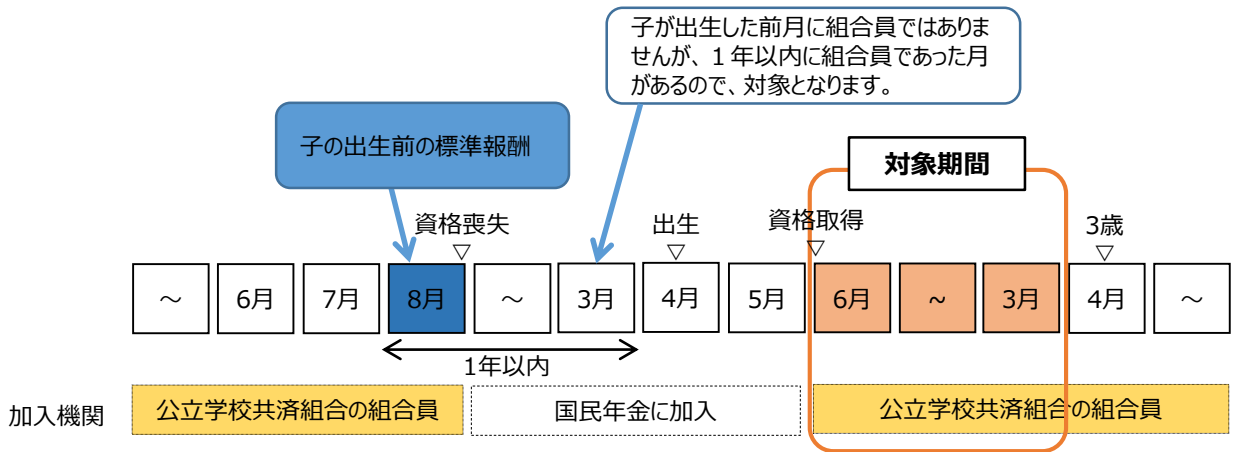 子が出生した前月に組合員ではありま
せんが、１年以内に組合員であった月
があるので、対象となります。
子の出生前の標準報酬
対象期間
資格喪失
出生
資格取得
3歳
▽ ▽ ▽ ▽
～ 6月 7月 8月 ～ 3月 4月 5月 6月 ~ 3月 4月 ～
1年以内
加入機関 公立学校共済組合の組合員 国民年金に加入 公立学校共済組合の組合員